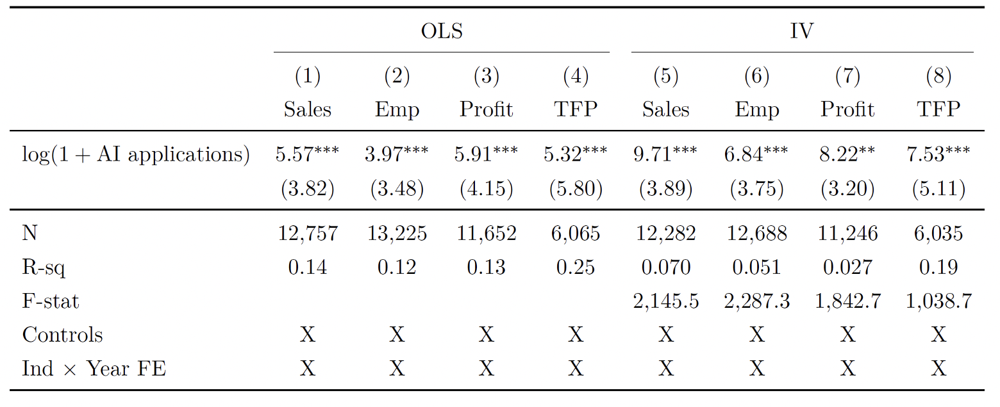 OLS IV
(1) (2) (3) (4) (5) (6) (7) (8)
Sales Emp Profit TFP Sales Emp Profit TFP
log(1 + AI applications) 5.57*** 3.97*** 5.91*** 5.32*** 9.71*** 6.84*** 8.22** 7.53***
(3.82) (3.48) (4.15) (5.80) (3.89) (3.75) (3.20) (5.11)
N 12,757 13,225 11,652 6,065 12,282 12,688 11,246 6,035
R-sq 0.14 0.12 0.13 0.25 0.070 0.051 0.027 0.19
F-stat 2,145.5 2,287.3 1,842.7 1,038.7
Controls X X X X X X X X
Ind × Year FE X X X X X X X X